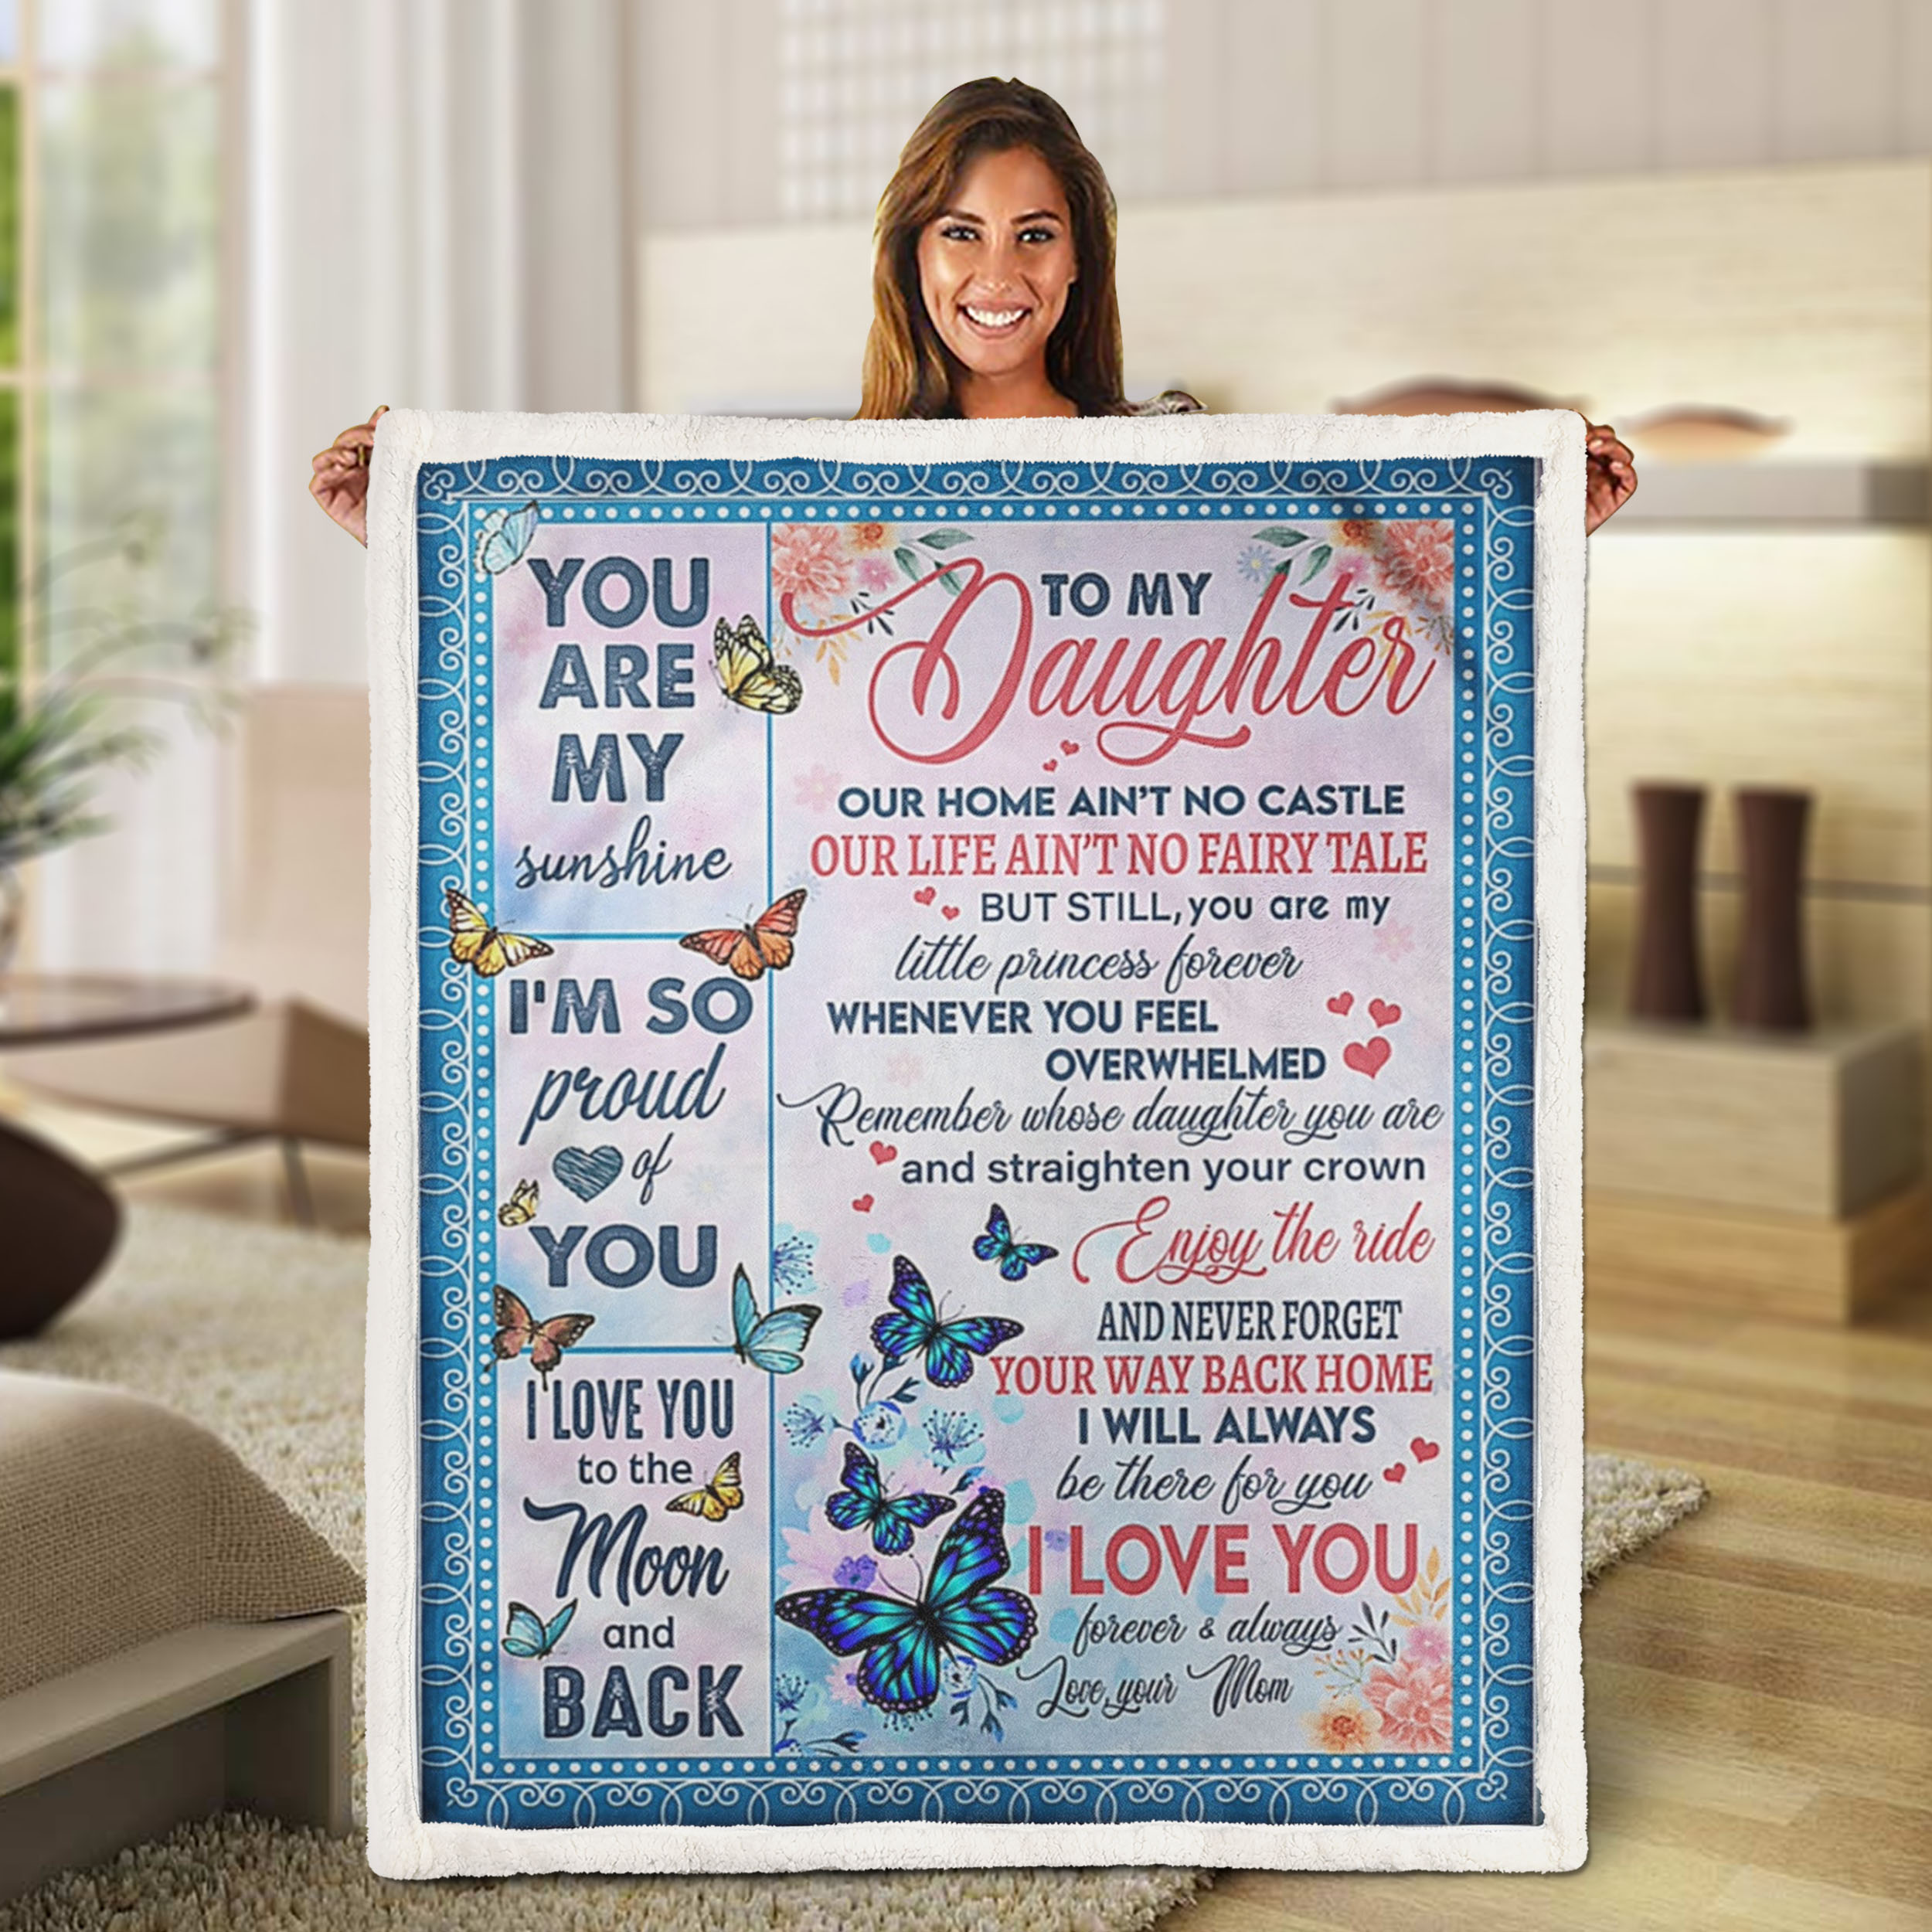 YOU
ARE
MY
sunshine
I'M SO
proud
of
YOU
I LOVE YOU
to the
Moon
and
BACK
TO MY
Daughter
OUR HOME AIN'T NO CASTLE
OUR LIFE AIN'T NO FAIRY TALE
BUT STILL, you are my
little princess forever
WHENEVER YOU FEEL
OVERWHELMED
Remember whose daughter you are
and straighten your crown
Enjoy the ride
AND NEVER FORGET
YOUR WAY BACK HOME
I WILL ALWAYS
be there for you
I LOVE YOU
forever & always
Love, your Mom